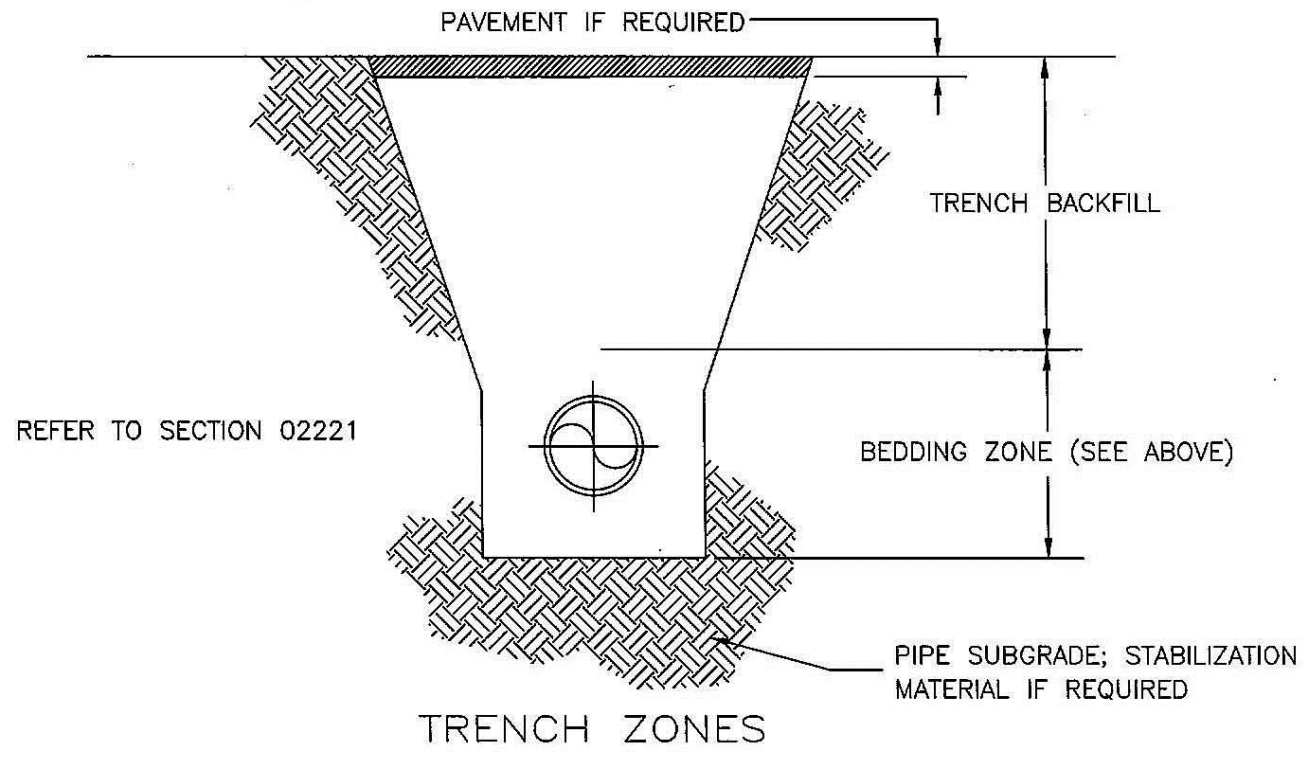 PAVEMENT IF REQUIRED
TRENCH BACKFILL
REFER TO SECTION 02221
BEDDING ZONE (SEE ABOVE)
PIPE SUBGRADE; STABILIZATION
MATERIAL IF REQUIRED
TRENCH ZONES